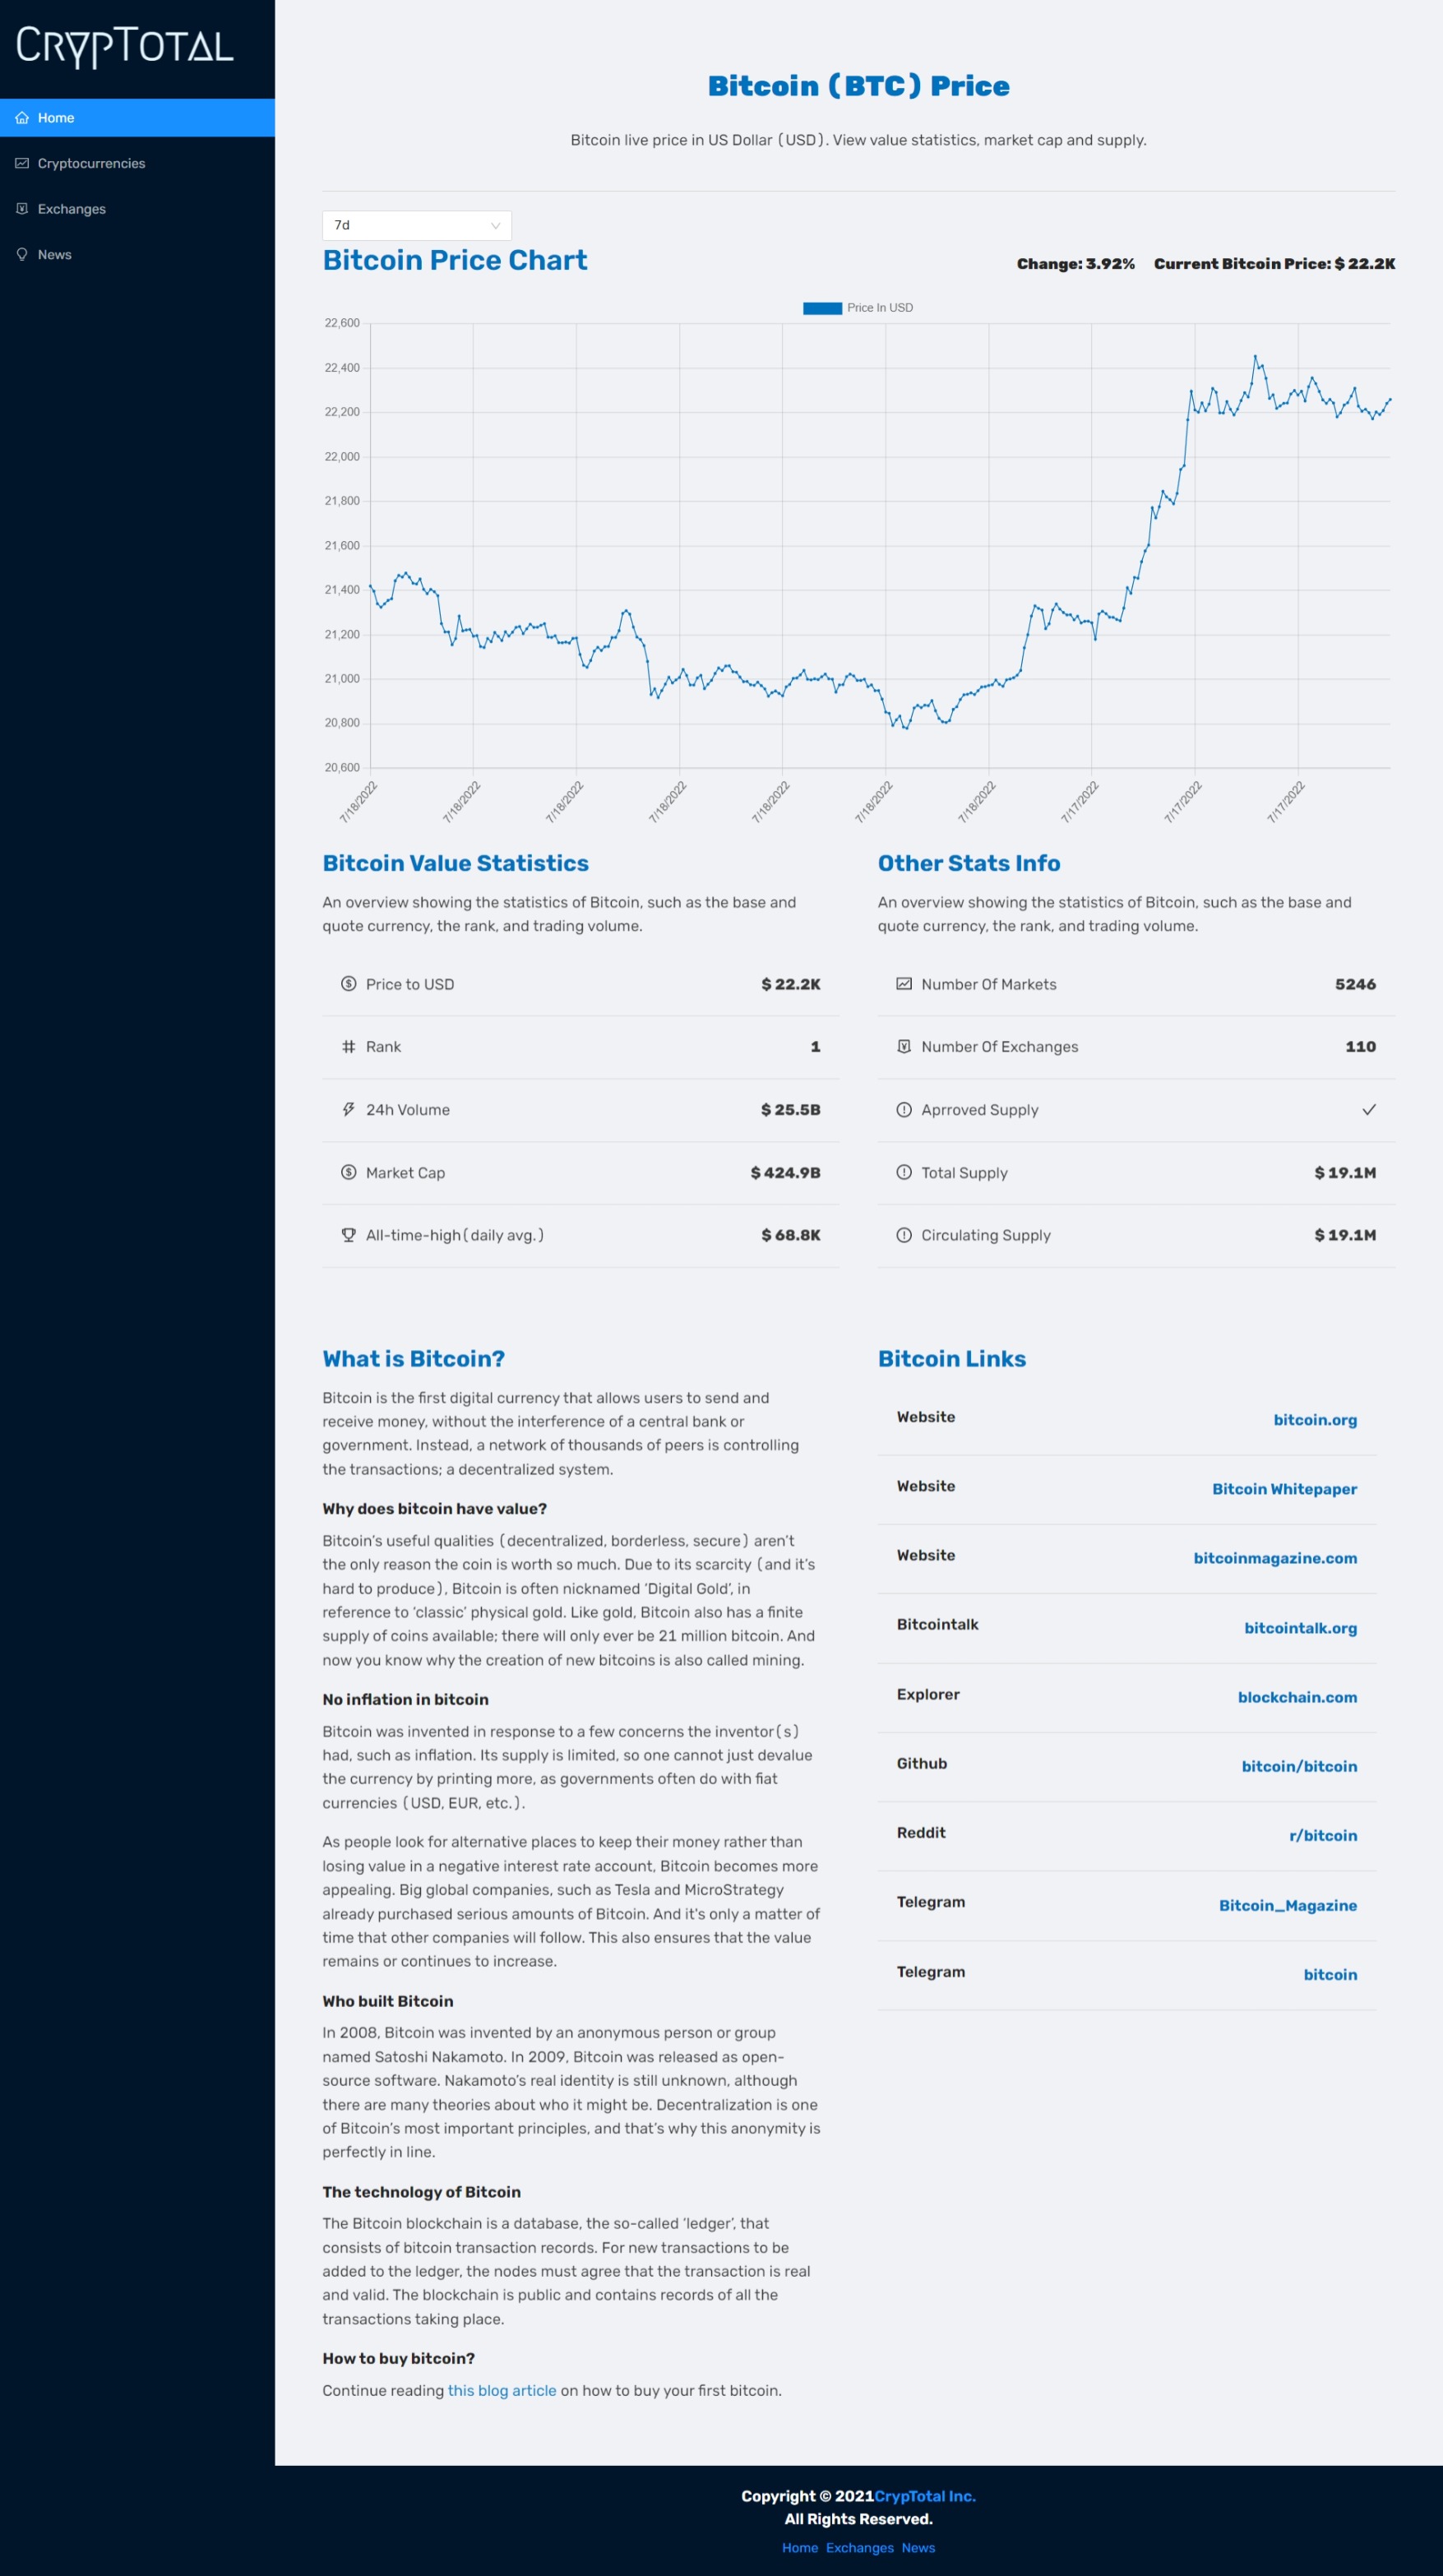 CRYPTOTAL
Home
Cryptocurrencies
Exchanges
News
Bitcoin (BTC) Price
Bitcoin live price in US Dollar (USD). View value statistics, market cap and supply.
7d
Bitcoin Price Chart
Change: 3.92% Current Bitcoin Price: $ 22.2K
Price In USD
22,600
22,400
22,200
22,000
21,800
21,600
21,400
21,200
21,000
20,800
20,600
7/18/2022 7/18/2022 7/18/2022 7/18/2022 7/18/2022 7/18/2022 7/18/2022 7/17/2022 7/17/2022 7/17/2022
Bitcoin Value Statistics
An overview showing the statistics of Bitcoin, such as the base and
quote currency, the rank, and trading volume.
Price to USD $ 22.2K
Rank 1
24h Volume $ 25.5B
Market Cap $ 424.9B
All-time-high(daily avg.) $ 68.8K
Other Stats Info
An overview showing the statistics of Bitcoin, such as the base and
quote currency, the rank, and trading volume.
Number Of Markets 5246
Number Of Exchanges 110
Aprroved Supply
Total Supply $ 19.1M
Circulating Supply $ 19.1M
What is Bitcoin?
Bitcoin is the first digital currency that allows users to send and
receive money, without the interference of a central bank or
government. Instead, a network of thousands of peers is controlling
the transactions; a decentralized system.
Why does bitcoin have value?
Bitcoin’s useful qualities (decentralized, borderless, secure) aren’t
the only reason the coin is worth so much. Due to its scarcity (and it’s
hard to produce), Bitcoin is often nicknamed ‘Digital Gold’, in
reference to ‘classic’ physical gold. Like gold, Bitcoin also has a finite
supply of coins available; there will only ever be 21 million bitcoin. And
now you know why the creation of new bitcoins is also called mining.
No inflation in bitcoin
Bitcoin was invented in response to a few concerns the inventor(s)
had, such as inflation. Its supply is limited, so one cannot just devalue
the currency by printing more, as governments often do with fiat
currencies (USD, EUR, etc.).
As people look for alternative places to keep their money rather than
losing value in a negative interest rate account, Bitcoin becomes more
appealing. Big global companies, such as Tesla and MicroStrategy
already purchased serious amounts of Bitcoin. And it’s only a matter of
time that other companies will follow. This also ensures that the value
remains or continues to increase.
Who built Bitcoin
In 2008, Bitcoin was invented by an anonymous person or group
named Satoshi Nakamoto. In 2009, Bitcoin was released as open-
source software. Nakamoto’s real identity is still unknown, although
there are many theories about who it might be. Decentralization is one
of Bitcoin’s most important principles, and that’s why this anonymity is
perfectly in line.
The technology of Bitcoin
The Bitcoin blockchain is a database, the so-called ‘ledger’, that
consists of bitcoin transaction records. For new transactions to be
added to the ledger, the nodes must agree that the transaction is real
and valid. The blockchain is public and contains records of all the
transactions taking place.
How to buy bitcoin?
Continue reading this blog article on how to buy your first bitcoin.
Bitcoin Links
Website bitcoin.org
Website Bitcoin Whitepaper
Website bitcoinmagazine.com
Bitcointalk bitcointalk.org
Explorer blockchain.com
Github bitcoin/bitcoin
Reddit r/bitcoin
Telegram Bitcoin_Magazine
Telegram bitcoin
Copyright © 2021CrypTotal Inc.
All Rights Reserved.
Home Exchanges News